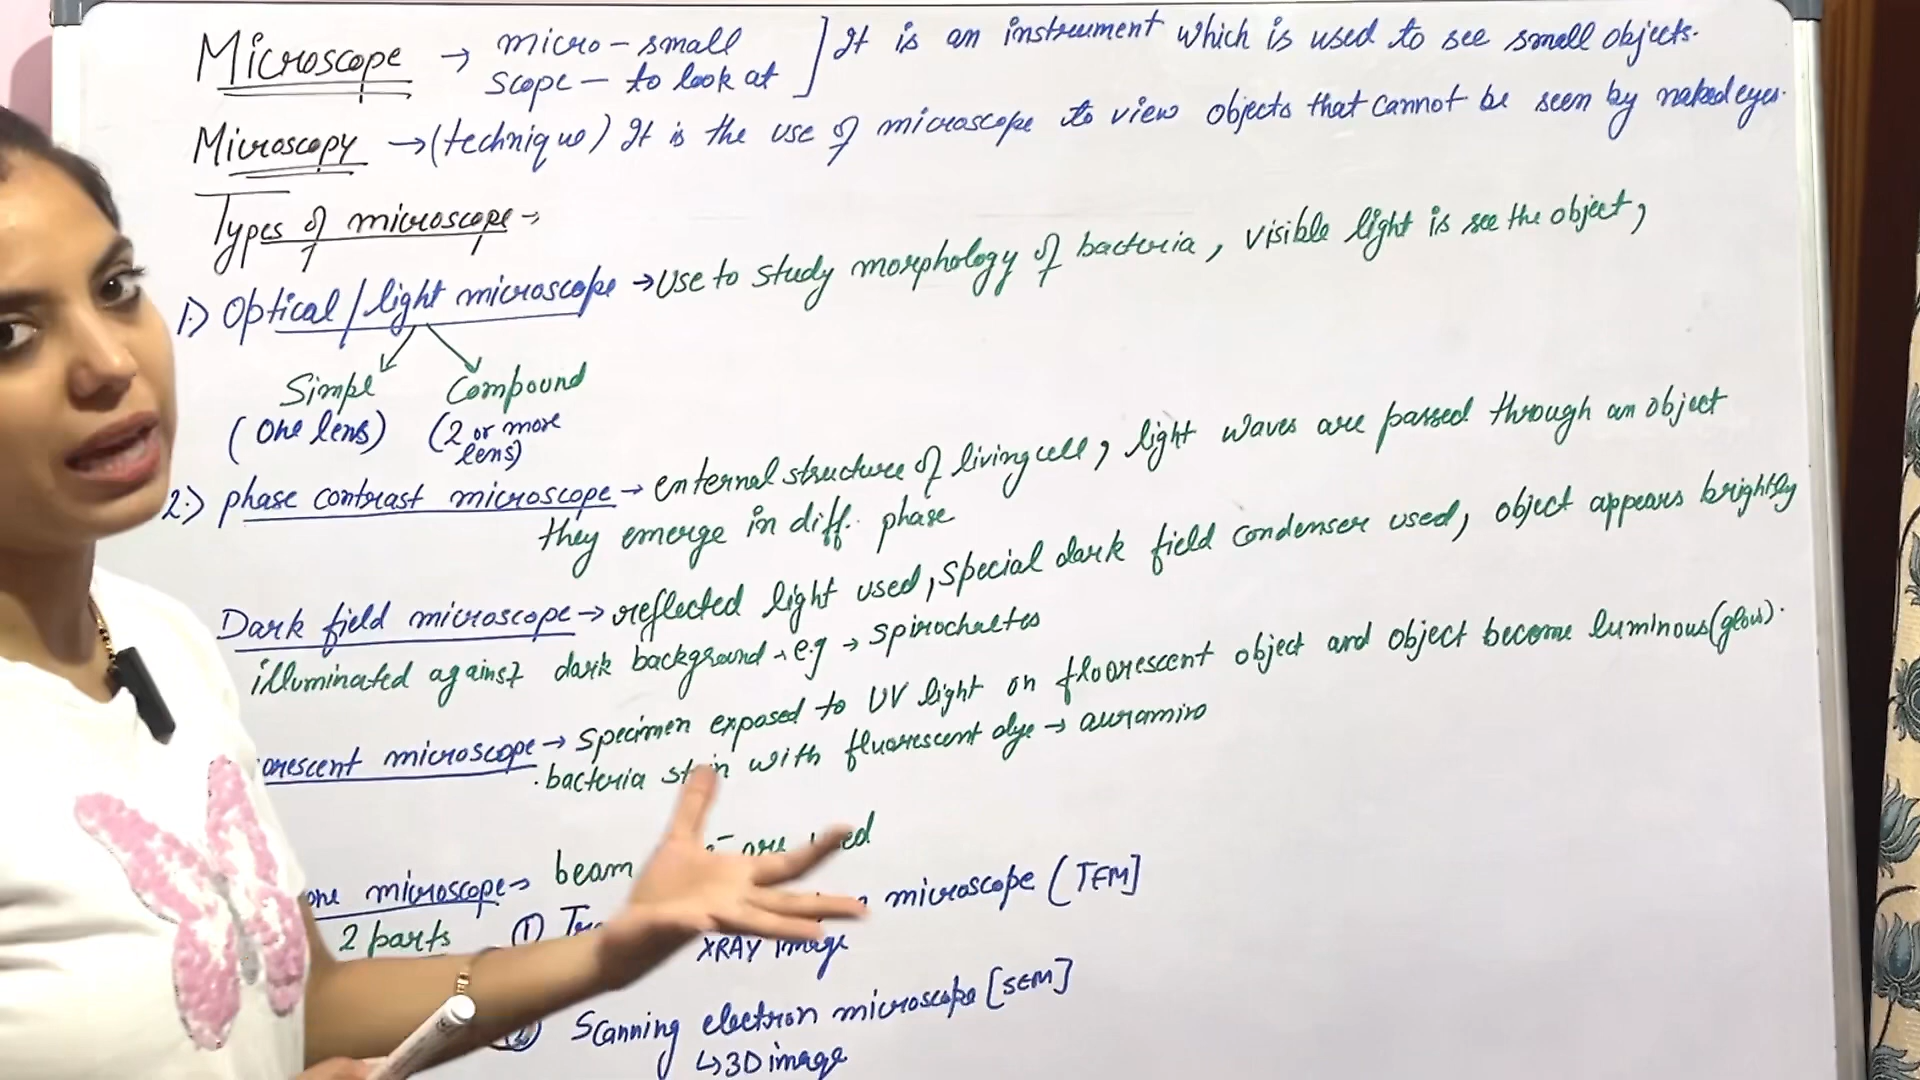 Microscope → micro - small ] It is an instrument which is used to see small objects.
scope - to look at
Microscopy → (technique) It is the use of microscope to view objects that cannot be seen by naked eyes.
Types of microscope →
1) Optical / light microscope → Use to study morphology of bacteria, visible light is see the object,
Simple Compound
(One lens) (2 or more lens)
2.) phase contrast microscope → enternal structure of living cell, light waves are passed through an object
they emerge in diff. phase
Dark field microscope → reflected light used, special dark field condenser used, object appears brightly
illuminated against dark background. e.g → spirochaetes
orescent microscope → specimen exposed to UV light on floorescent object and object become luminous (glow).
. bacteria stain with fluorescent dye → auramino
microscope → beam e⁻ are used
2 parts ① microscope (TEM]
XRAY image
② Scanning electron microscope [SEM]
↳ 3D image